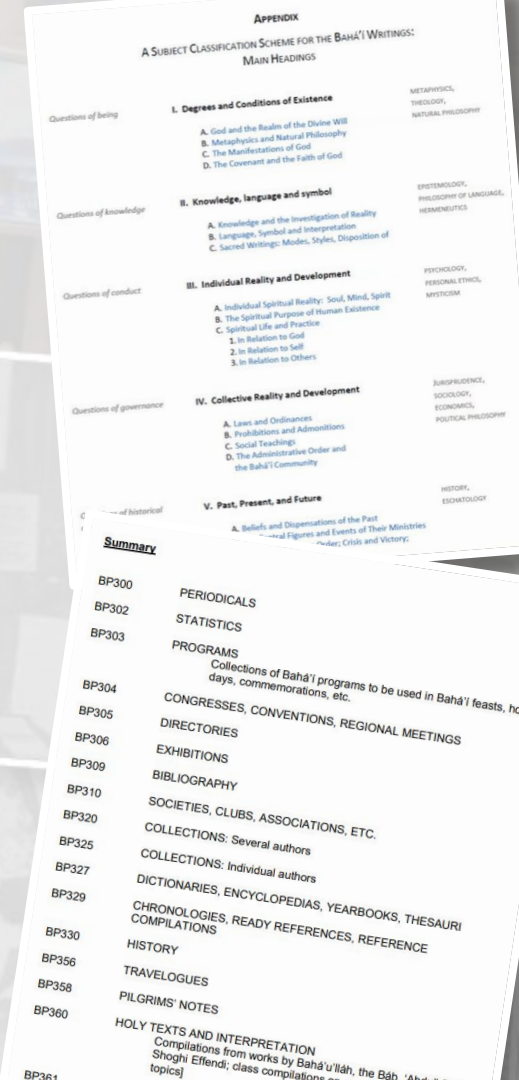 APPENDIX
A SUBJECT CLASSIFICATION SCHEME FOR THE BAHÁ'Í WRITINGS:
MAIN HEADINGS
Questions of being
I. Degrees and Conditions of Existence
METAPHYSICS,
THEOLOGY,
NATURAL PHILOSOPHY
A. God and the Realm of the Divine Will
B. Metaphysics and Natural Philosophy
C. The Manifestations of God
D. The Covenant and the Faith of God
Questions of knowledge
II. Knowledge, language and symbol
EPISTEMOLOGY,
PHILOSOPHY OF LANGUAGE,
HERMENEUTICS
A. Knowledge and the Investigation of Reality
B. Language, Symbol and Interpretation
C. Sacred Writings: Modes, Styles, Disposition of
Questions of conduct
III. Individual Reality and Development
PSYCHOLOGY,
PERSONAL ETHICS,
MYSTICISM
A. Individual Spiritual Reality: Soul, Mind, Spirit
B. The Spiritual Purpose of Human Existence
C. Spiritual Life and Practice
1. In Relation to God
2. In Relation to Self
3. In Relation to Others
Questions of governance
IV. Collective Reality and Development
JURISPRUDENCE,
SOCIOLOGY,
ECONOMICS,
POLITICAL PHILOSOPHY
A. Laws and Ordinances
B. Prohibitions and Admonitions
C. Social Teachings
D. The Administrative Order and
the Bahá'í Community
of historical
V. Past, Present, and Future
HISTORY,
ESCHATOLOGY
A. Beliefs and Dispensations of the Past
Figures and Events of Their Ministries
Crisis and Victory;
Summary
BP300 PERIODICALS
BP302 STATISTICS
BP303 PROGRAMS
Collections of Bahá'í programs to be used in Bahá'í feasts,
days, commemorations, etc.
BP304 CONGRESSES, CONVENTIONS, REGIONAL MEETINGS
BP305 DIRECTORIES
BP306 EXHIBITIONS
BP309 BIBLIOGRAPHY
BP310 SOCIETIES, CLUBS, ASSOCIATIONS, ETC.
BP320 COLLECTIONS: Several authors
BP325 COLLECTIONS: Individual authors
BP327 DICTIONARIES, ENCYCLOPEDIAS, YEARBOOKS, THESAURI
BP329 CHRONOLOGIES, READY REFERENCES, REFERENCE
COMPILATIONS
BP330 HISTORY
BP356 TRAVELOGUES
BP358 PILGRIMS' NOTES
BP360 HOLY TEXTS AND INTERPRETATION
Compilations from works by Bahá'u'lláh, the Báb,
Shoghi Effendi; class compilations
topics]
BP361